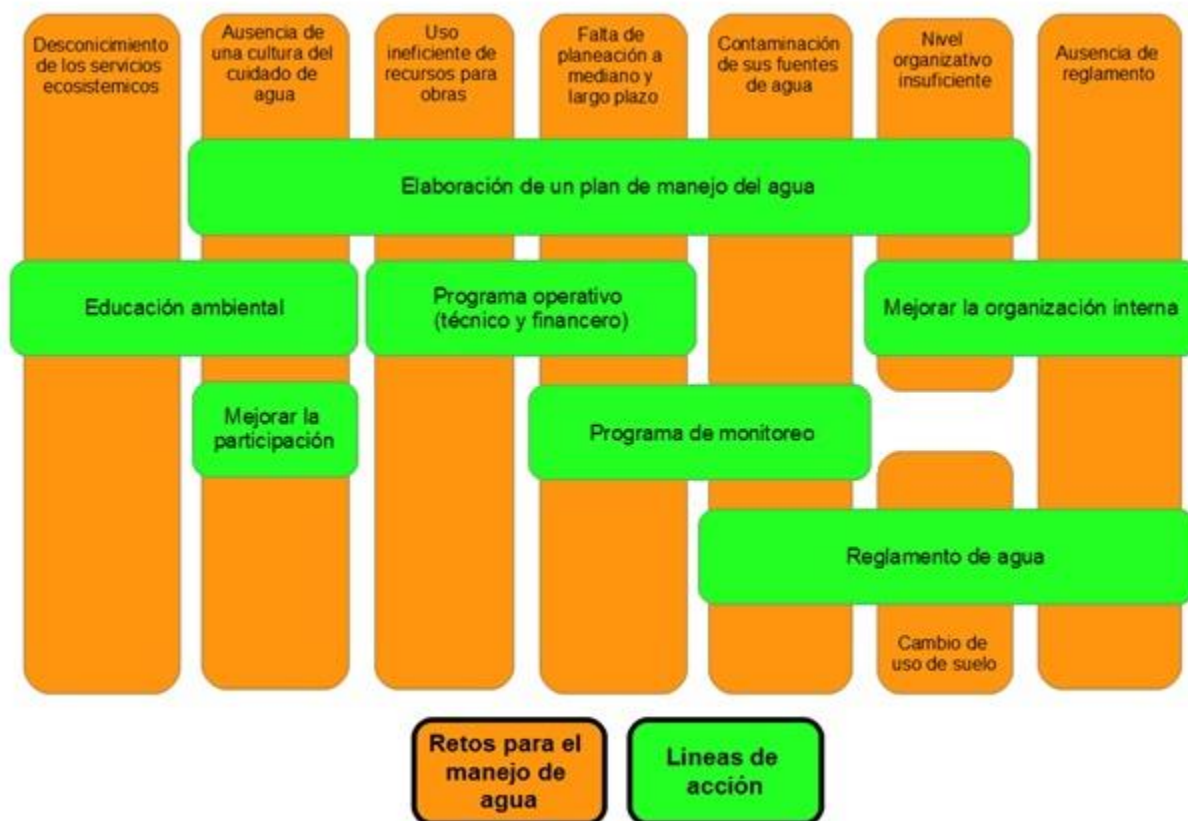 Desconicimiento
de los servicios
ecosistemicos
Ausencia de
una cultura del
cuidado de
agua
Uso
ineficiente de
recursos para
obras
Falta de
planeación a
mediano y
largo plazo
Contaminación
de sus fuentes
de agua
Nivel
organizativo
insuficiente
Ausencia de
reglamento
Elaboración de un plan de manejo del agua
Educación ambiental
Programa operativo
(técnico y financero)
Mejorar la organización interna
Mejorar la
participación
Programa de monitoreo
Reglamento de agua
Cambio de
uso de suelo
Retos para el
manejo de
agua
Lineas de
acción